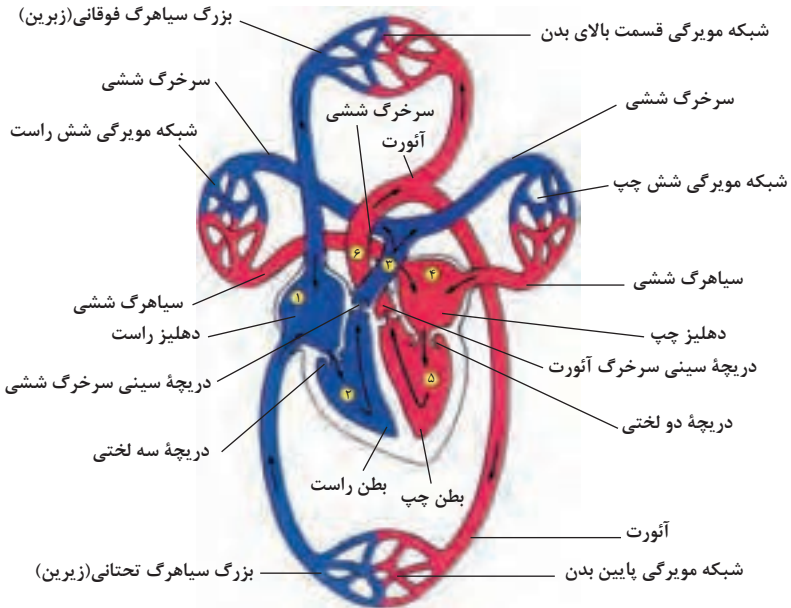 بزرگ سیاهرگ فوقانی(زبرین)
شبکه مویرگی قسمت بالای بدن
سرخرگ ششی
سرخرگ ششی
سرخرگ ششی
آئورت
شبکه مویرگی شش راست
شبکه مویرگی شش چپ
۶
۳
۴
۱
سیاهرگ ششی
سیاهرگ ششی
دهلیز راست
دهلیز چپ
دریچهٔ سینی سرخرگ آئورت
دریچهٔ سینی سرخرگ ششی
۲
۵
دریچهٔ دو لختی
دریچهٔ سه لختی
بطن راست
بطن چپ
آئورت
شبکه مویرگی پایین بدن
بزرگ سیاهرگ تحتانی(زیرین)